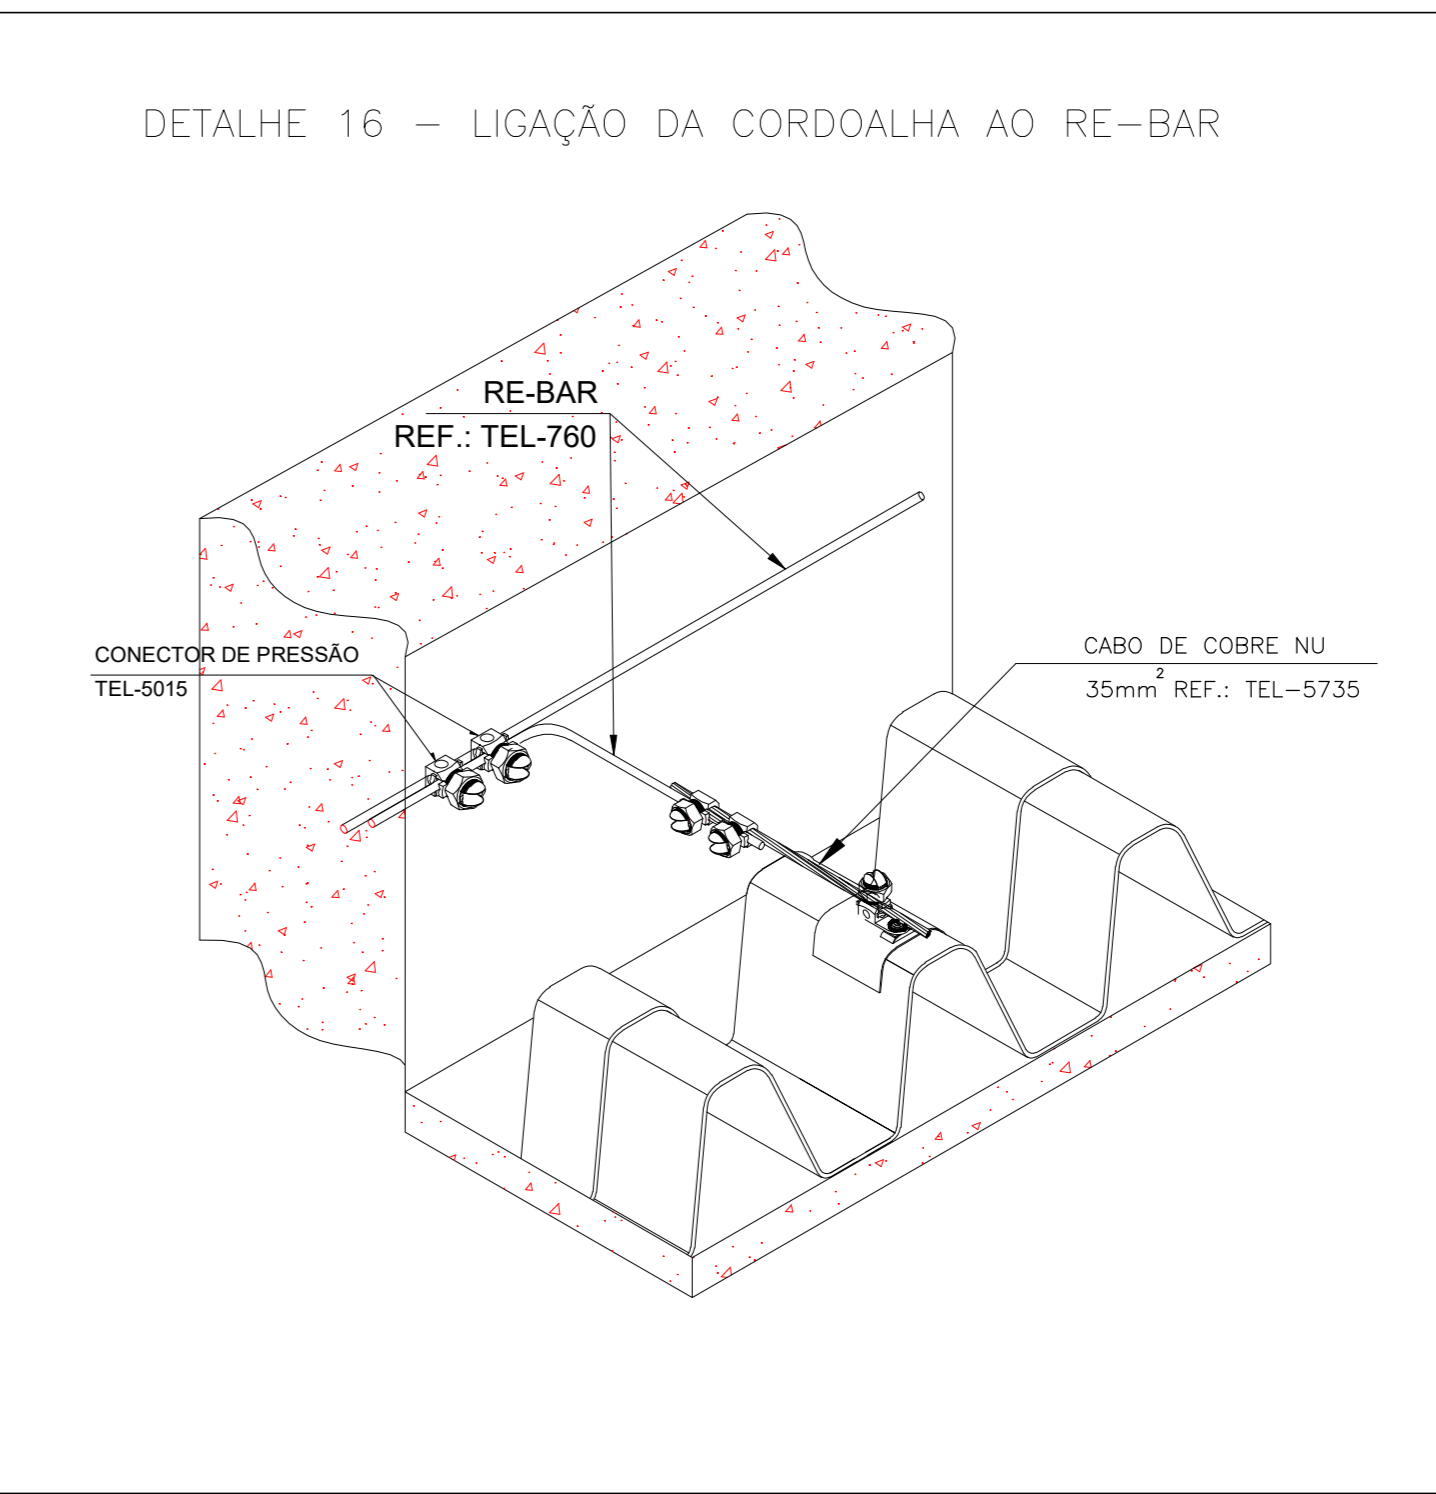 DETALHE 16 - LIGAÇÃO DA CORDOALHA AO RE-BAR
RE-BAR
REF.: TEL-760
CONECTOR DE PRESSÃO
TEL-5015
CABO DE COBRE NU
35mm² REF.: TEL-5735